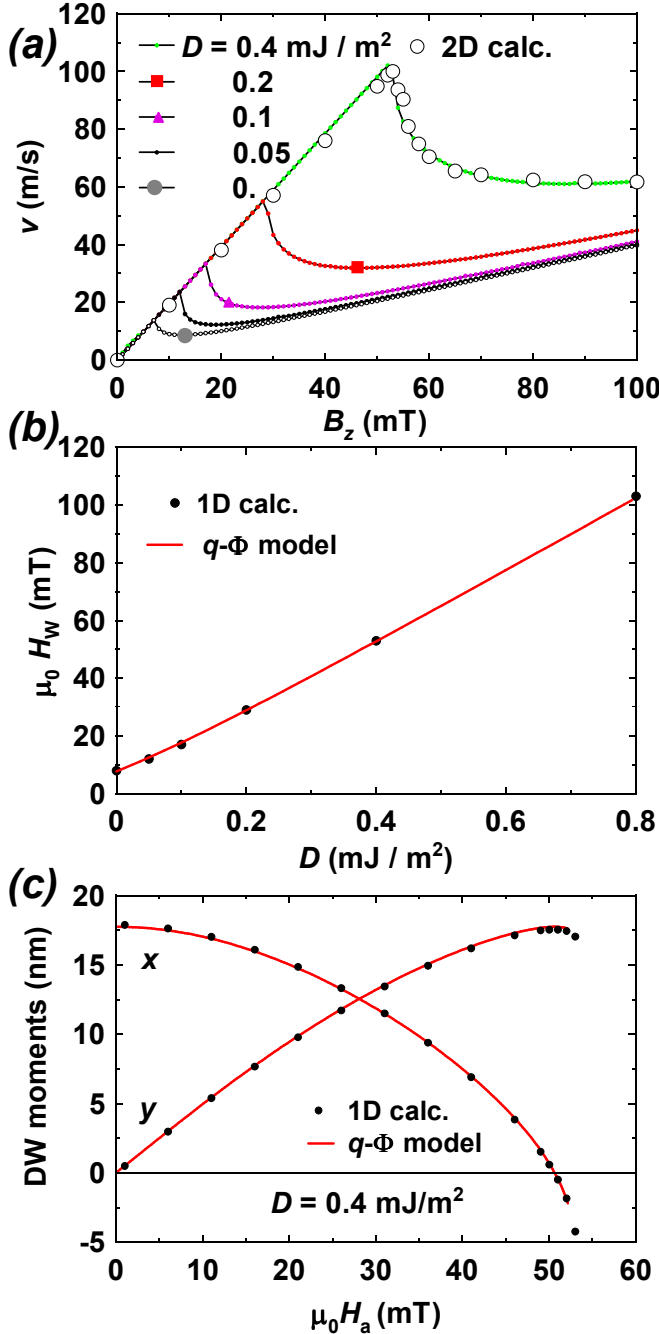 (a)
D = 0.4 mJ / m²
2D calc.
0.2
0.1
0.05
0.
120
100
80
60
40
20
0
v (m/s)
0 20 40 60 80 100
B_z (mT)
(b)
1D calc.
q-Φ model
120
100
80
60
40
20
0
μ₀ H_W (mT)
0 0.2 0.4 0.6 0.8
D (mJ / m²)
(c)
20
15
10
5
0
-5
DW moments (nm)
x
y
1D calc.
q-Φ model
D = 0.4 mJ/m²
0 10 20 30 40 50 60
μ₀Hₐ (mT)